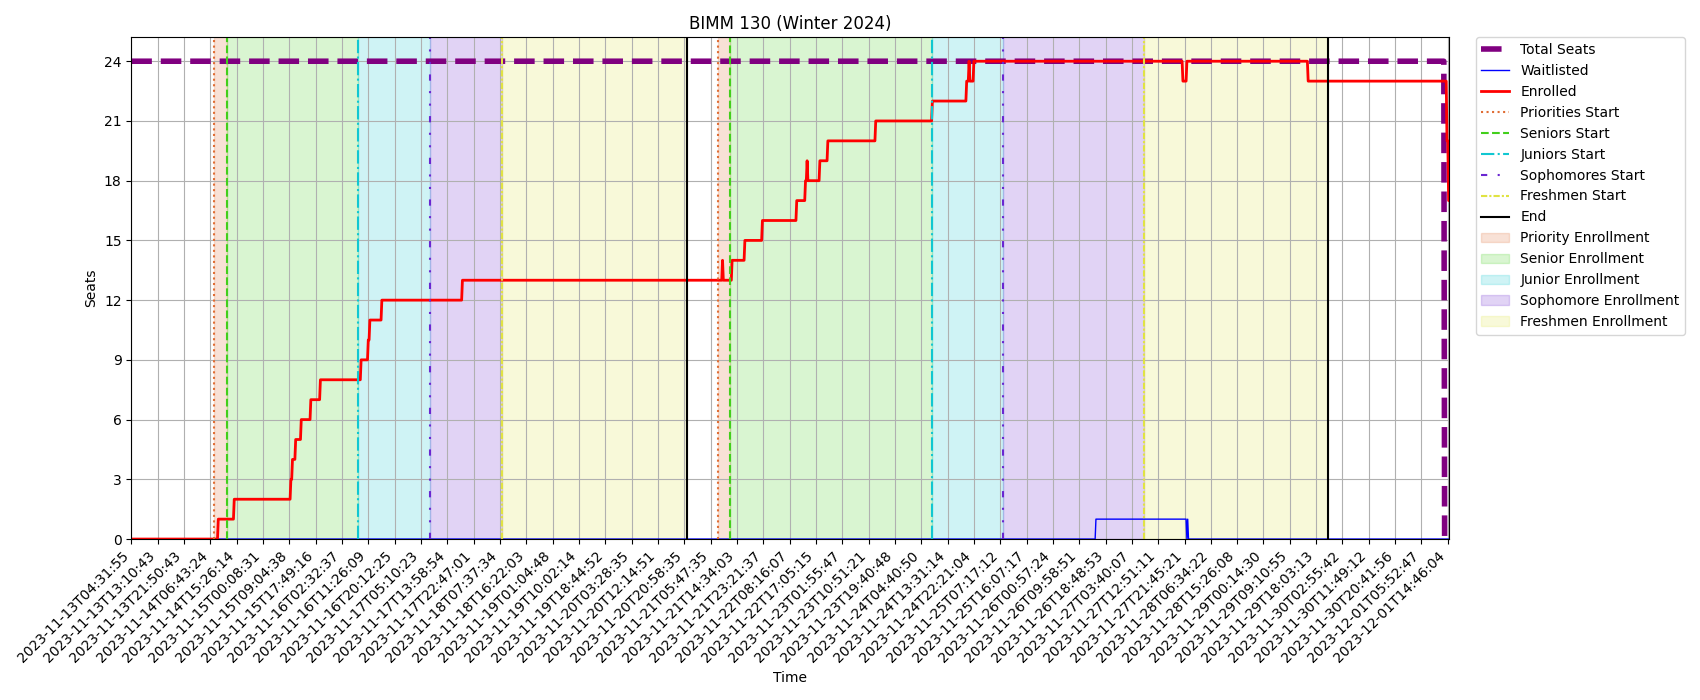 BIMM 130 (Winter 2024)
Total Seats
Waitlisted
Enrolled
Priorities Start
Seniors Start
Juniors Start
Sophomores Start
Freshmen Start
End
Priority Enrollment
Senior Enrollment
Junior Enrollment
Sophomore Enrollment
Freshmen Enrollment
Seats
24
21
18
15
12
9
6
3
0
2023-11-13T04:31:55
2023-11-13T13:10:43
2023-11-13T21:50:43
2023-11-14T06:43:24
2023-11-14T15:26:14
2023-11-15T00:08:31
2023-11-15T09:04:38
2023-11-15T17:49:16
2023-11-16T02:32:37
2023-11-16T11:26:09
2023-11-16T20:12:25
2023-11-17T05:10:23
2023-11-17T13:58:54
2023-11-17T22:47:01
2023-11-18T07:37:34
2023-11-18T16:22:03
2023-11-19T01:04:48
2023-11-19T10:02:14
2023-11-19T18:44:52
2023-11-20T03:28:35
2023-11-20T12:14:51
2023-11-20T20:58:35
2023-11-21T05:47:35
2023-11-21T14:34:03
2023-11-21T23:21:37
2023-11-22T08:16:07
2023-11-22T17:05:15
2023-11-23T01:55:47
2023-11-23T10:51:21
2023-11-23T19:40:48
2023-11-24T04:40:50
2023-11-24T13:31:14
2023-11-24T22:21:04
2023-11-25T07:17:12
2023-11-25T16:07:17
2023-11-26T00:57:24
2023-11-26T09:58:51
2023-11-26T18:48:53
2023-11-27T03:40:07
2023-11-27T12:51:11
2023-11-27T21:45:21
2023-11-28T06:34:22
2023-11-28T15:26:08
2023-11-29T00:14:30
2023-11-29T09:10:55
2023-11-29T18:03:13
2023-11-30T02:55:42
2023-11-30T11:49:12
2023-11-30T20:41:56
2023-12-01T05:52:47
2023-12-01T14:46:04
Time